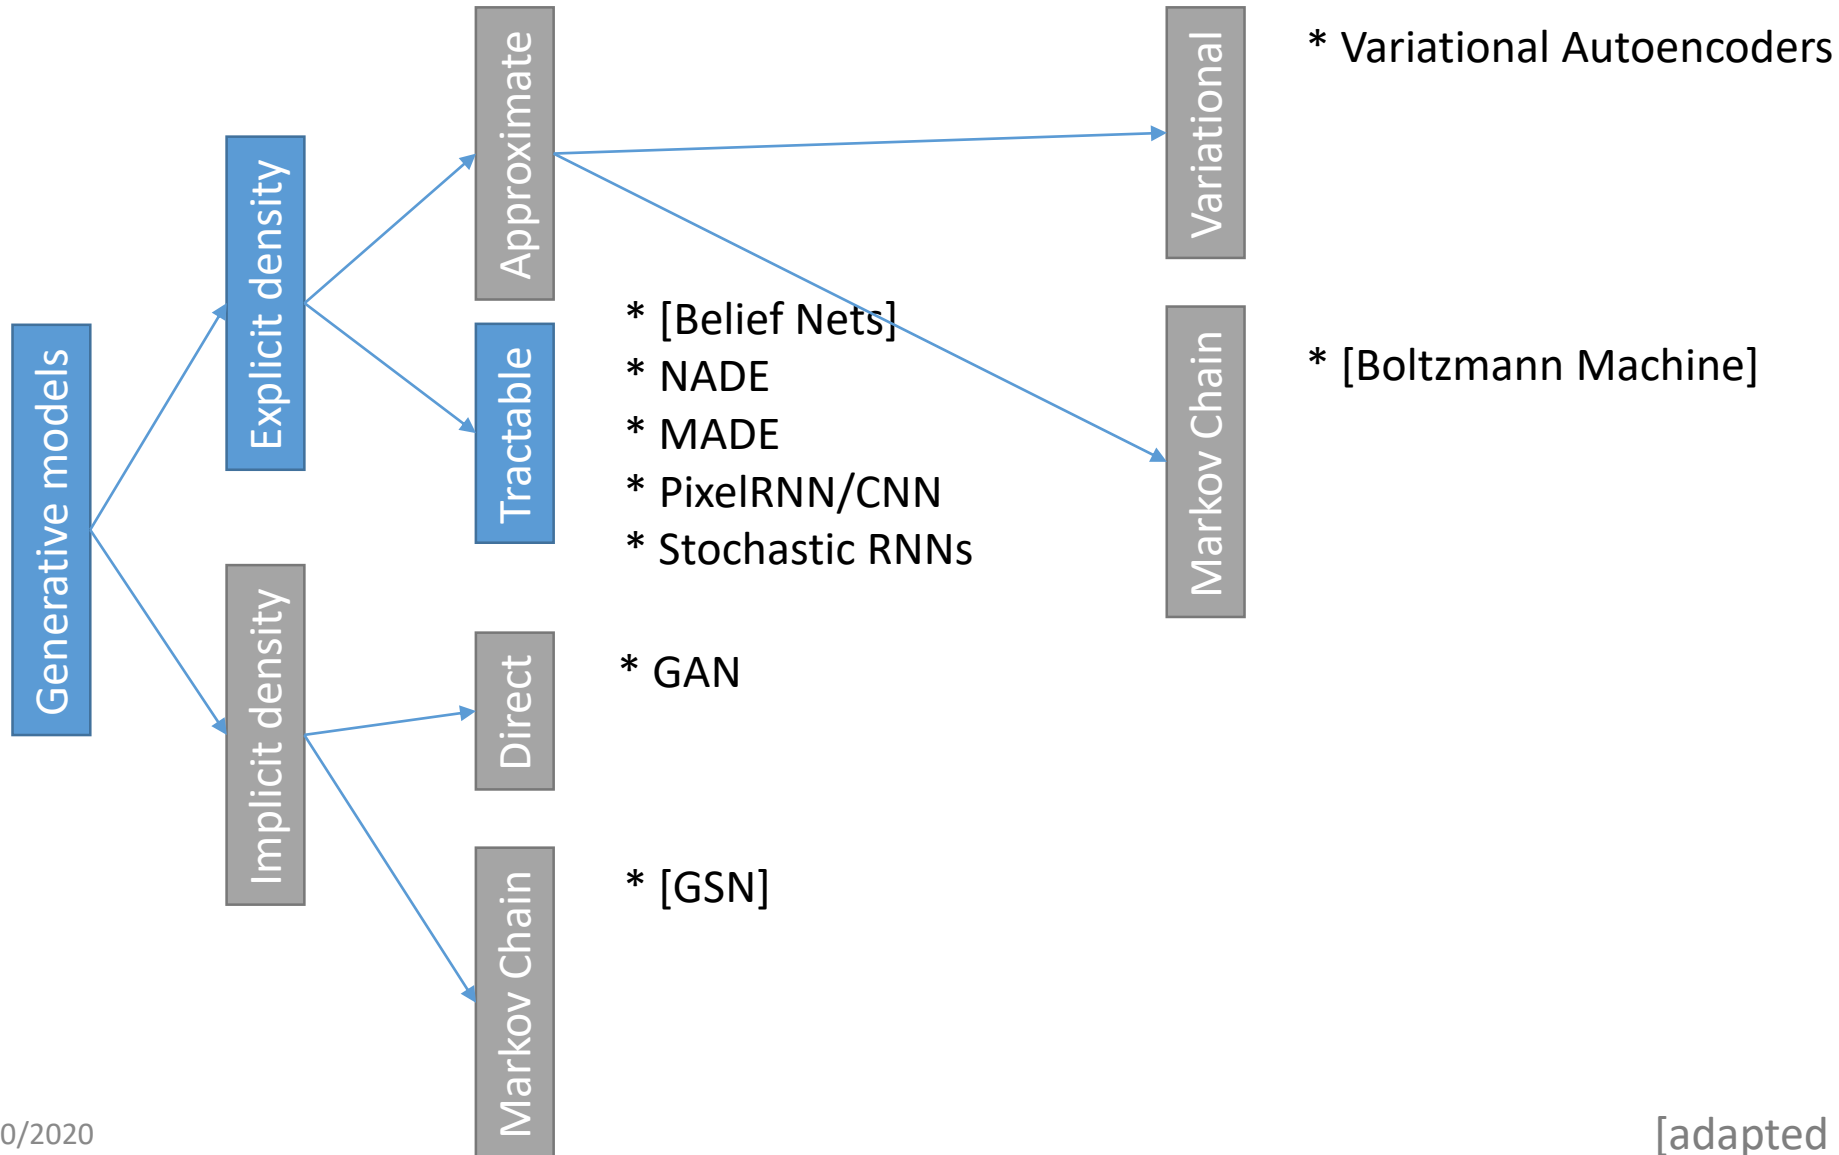 Generative models
Explicit density
Implicit density
Approximate
Tractable
Direct
Markov Chain
* [Belief Nets]
* NADE
* MADE
* PixelRNN/CNN
* Stochastic RNNs
* GAN
* [GSN]
Variational
Markov Chain
* Variational Autoencoders
* [Boltzmann Machine]
0/2020
[adapted